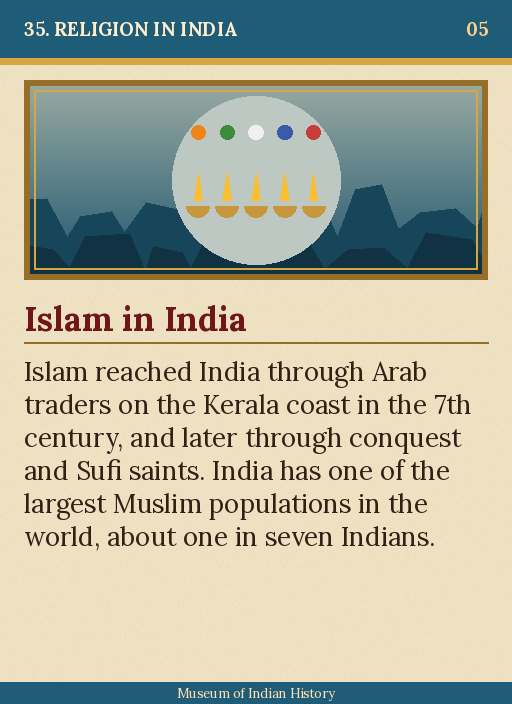 35. RELIGION IN INDIA
05
Islam in India
Islam reached India through Arab
traders on the Kerala coast in the 7th
century, and later through conquest
and Sufi saints. India has one of the
largest Muslim populations in the
world, about one in seven Indians.
Museum of Indian History